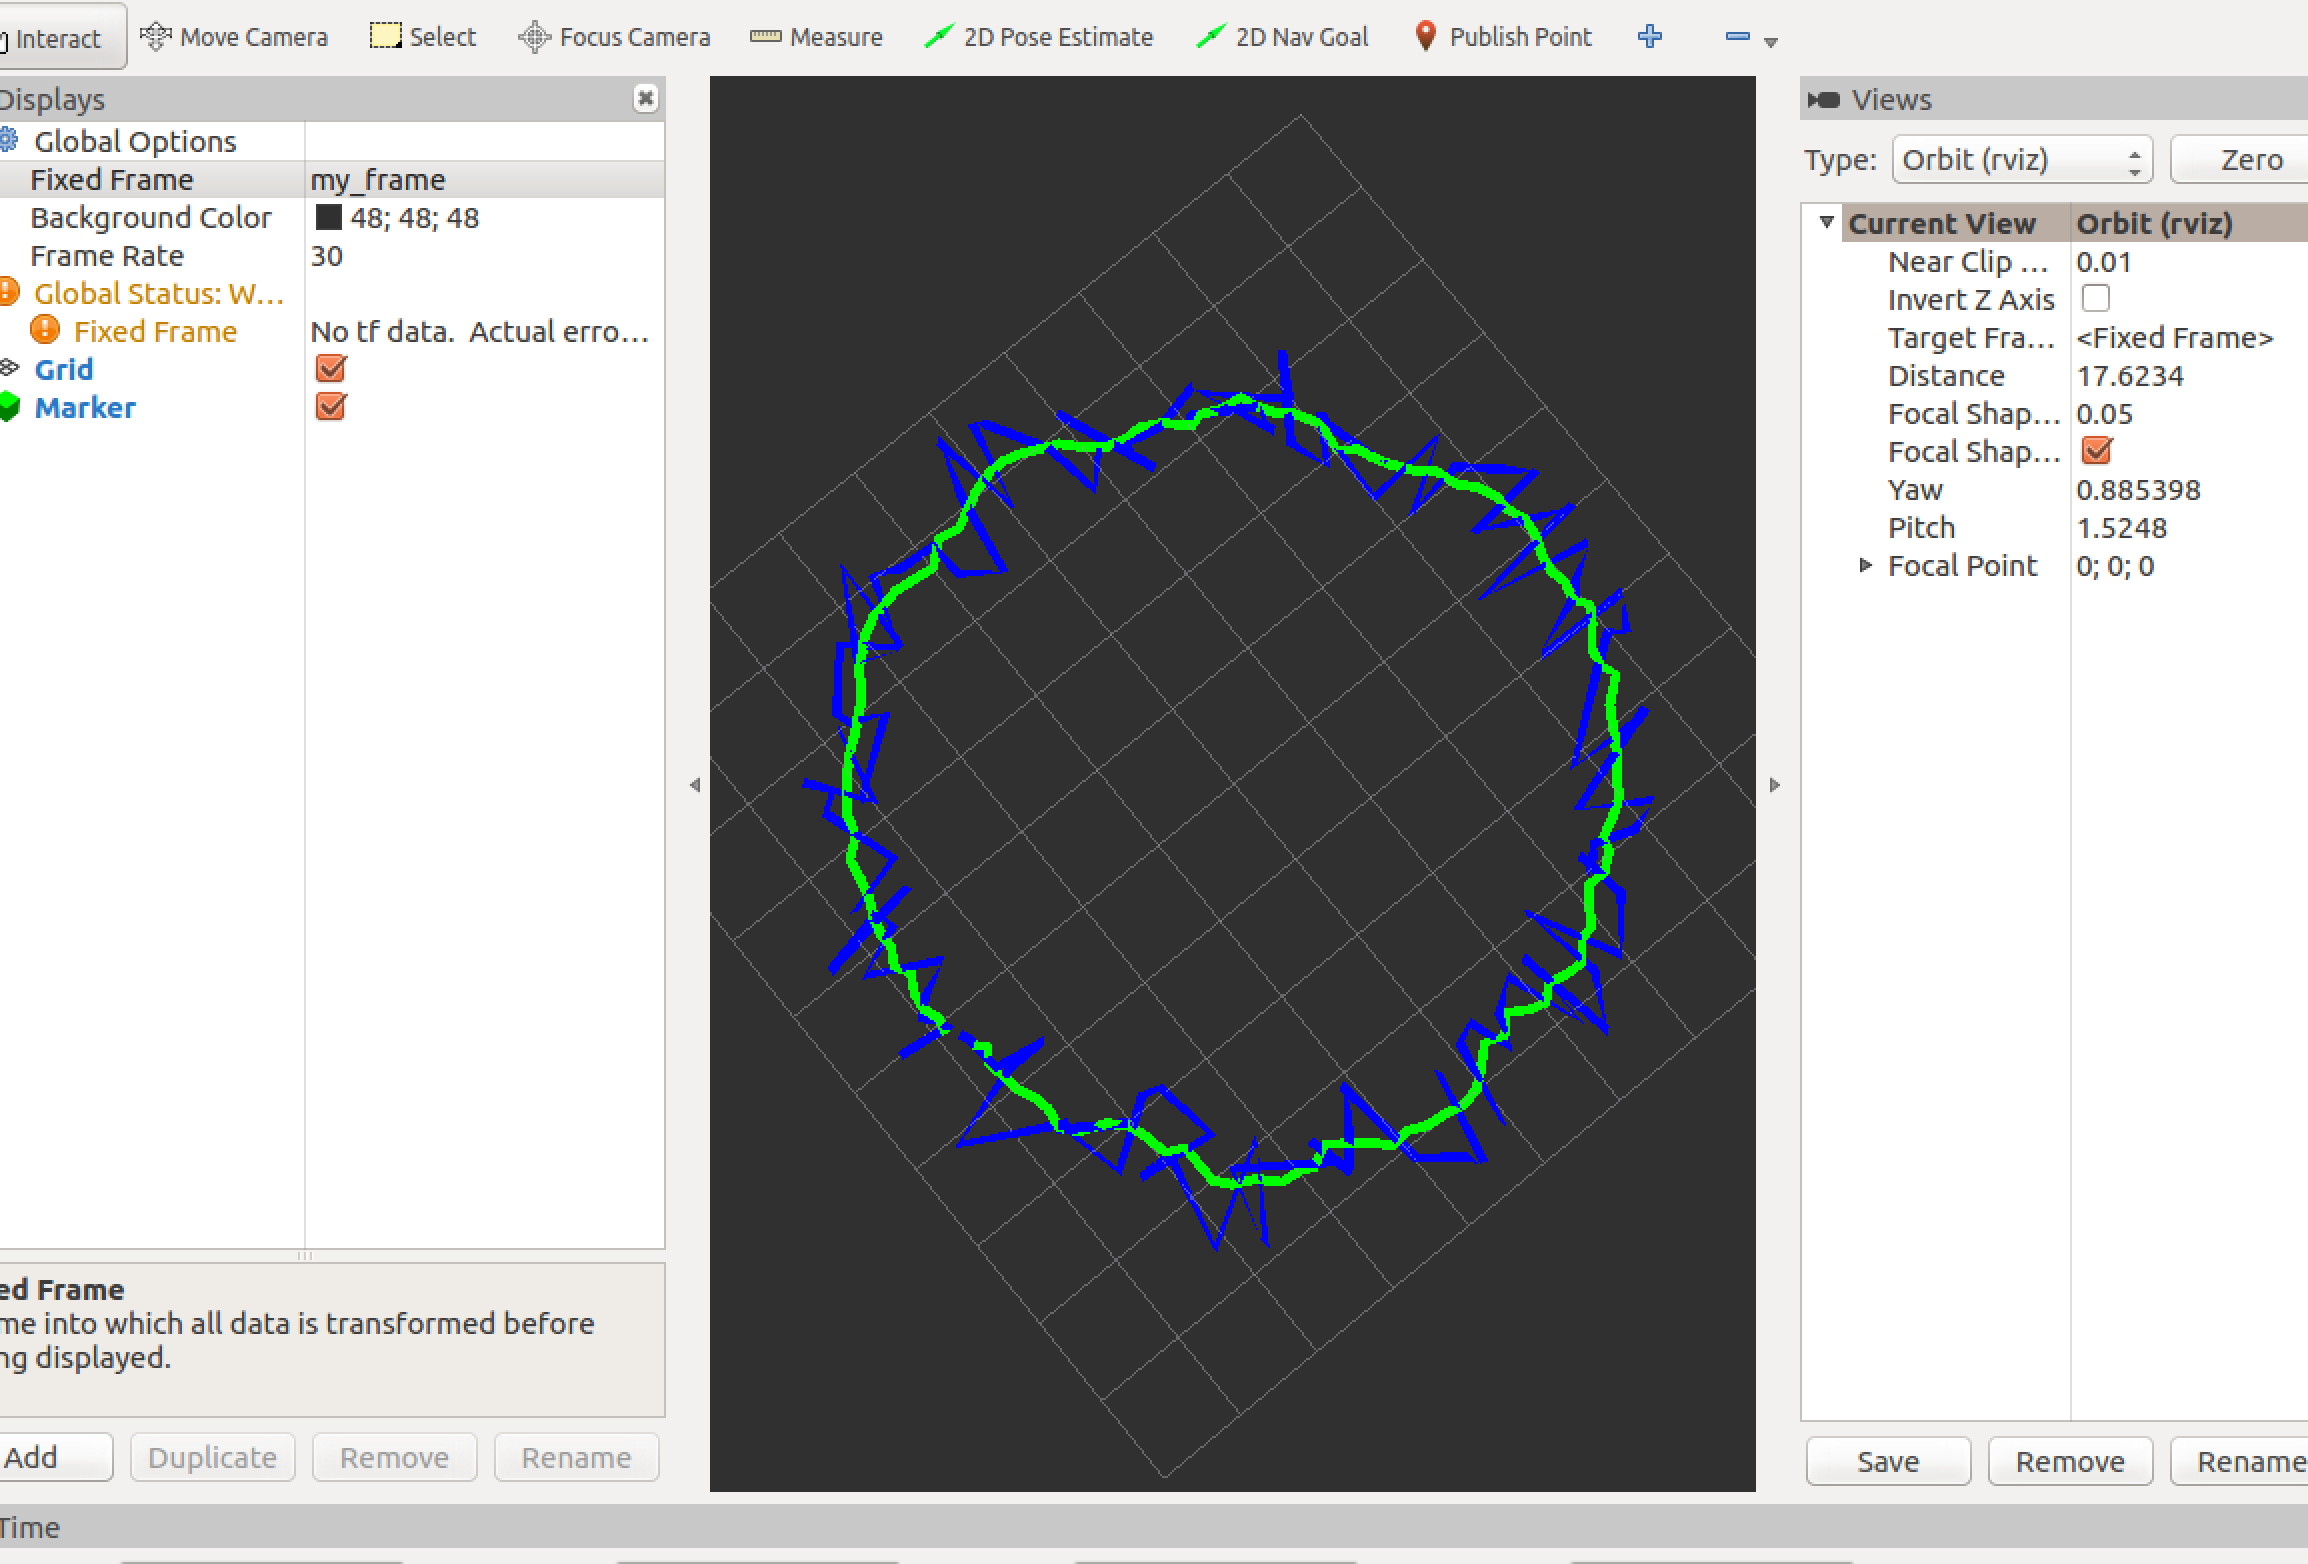 Interact Move Camera Select Focus Camera Measure 2D Pose Estimate 2D Nav Goal Publish Point
Displays
Global Options
Fixed Frame my_frame
Background Color 48; 48; 48
Frame Rate 30
Global Status: W...
Fixed Frame No tf data. Actual erro...
Grid
Marker
ed Frame
me into which all data is transformed before
ng displayed.
Add Duplicate Remove Rename
Views
Type: Orbit (rviz) Zero
Current View Orbit (rviz)
Near Clip ... 0.01
Invert Z Axis
Target Fra... <Fixed Frame>
Distance 17.6234
Focal Shap... 0.05
Focal Shap...
Yaw 0.885398
Pitch 1.5248
Focal Point 0; 0; 0
Save Remove Rename
Time